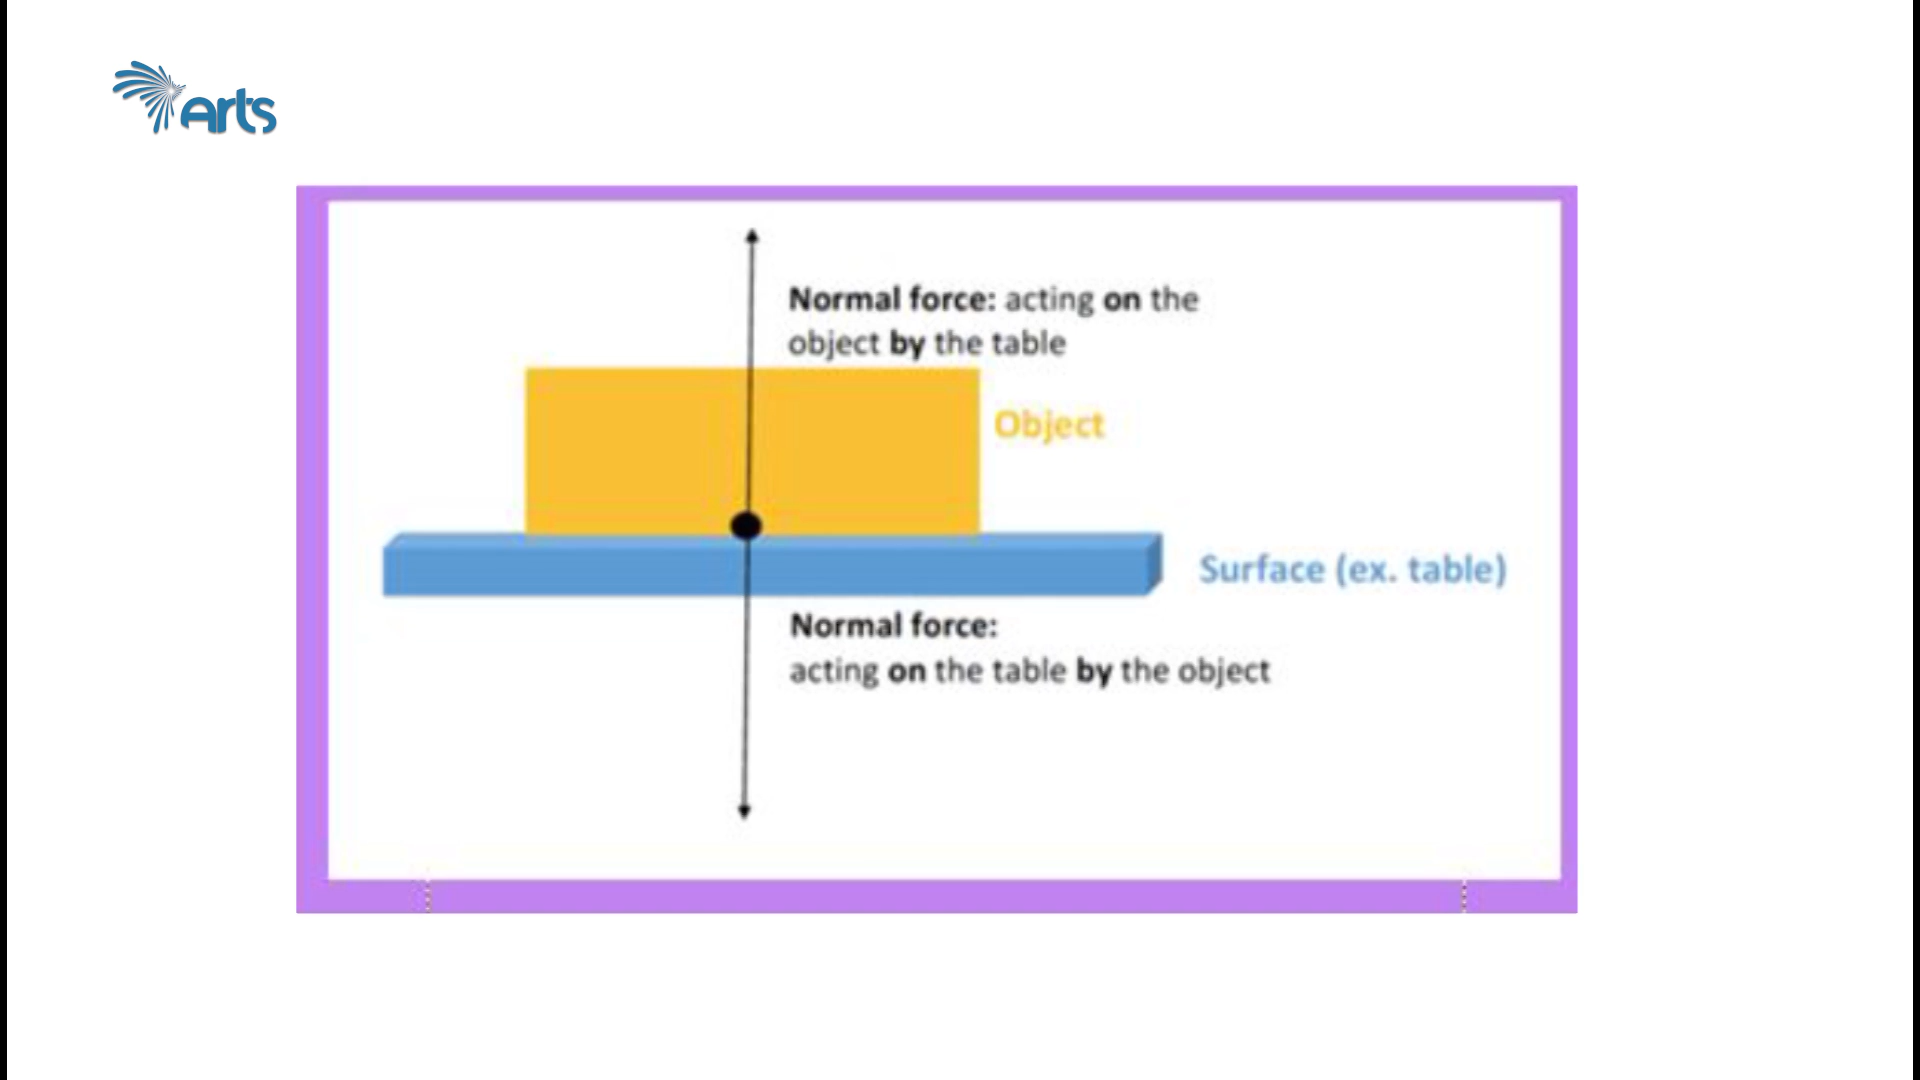 arts
Normal force: acting on the
object by the table
Object
Surface (ex. table)
Normal force:
acting on the table by the object